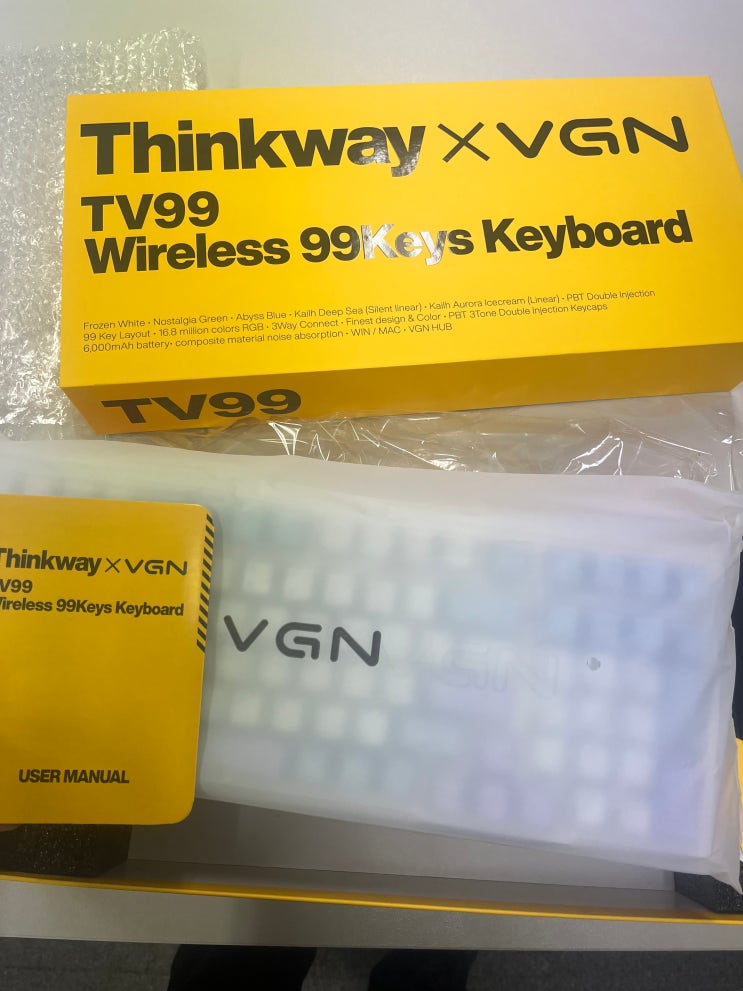 Thinkway × VGN
TV99
Wireless 99Keys Keyboard
Frozen White • Nostalgia Green • Abyss Blue • Kailh Deep Sea (Silent linear) • Kailh Aurora Icecream (Linear) • PBT Double Injection
99 Key Layout • 16.8 million colors RGB • 3Way Connect • Finest design & Color • PBT 3Tone Double Injection Keycaps
6,000mAh battery• composite material noise absorption • WIN / MAC • VGN HUB
TV99
Thinkway × VGN
V99
ireless 99Keys Keyboard
USER MANUAL
VGN